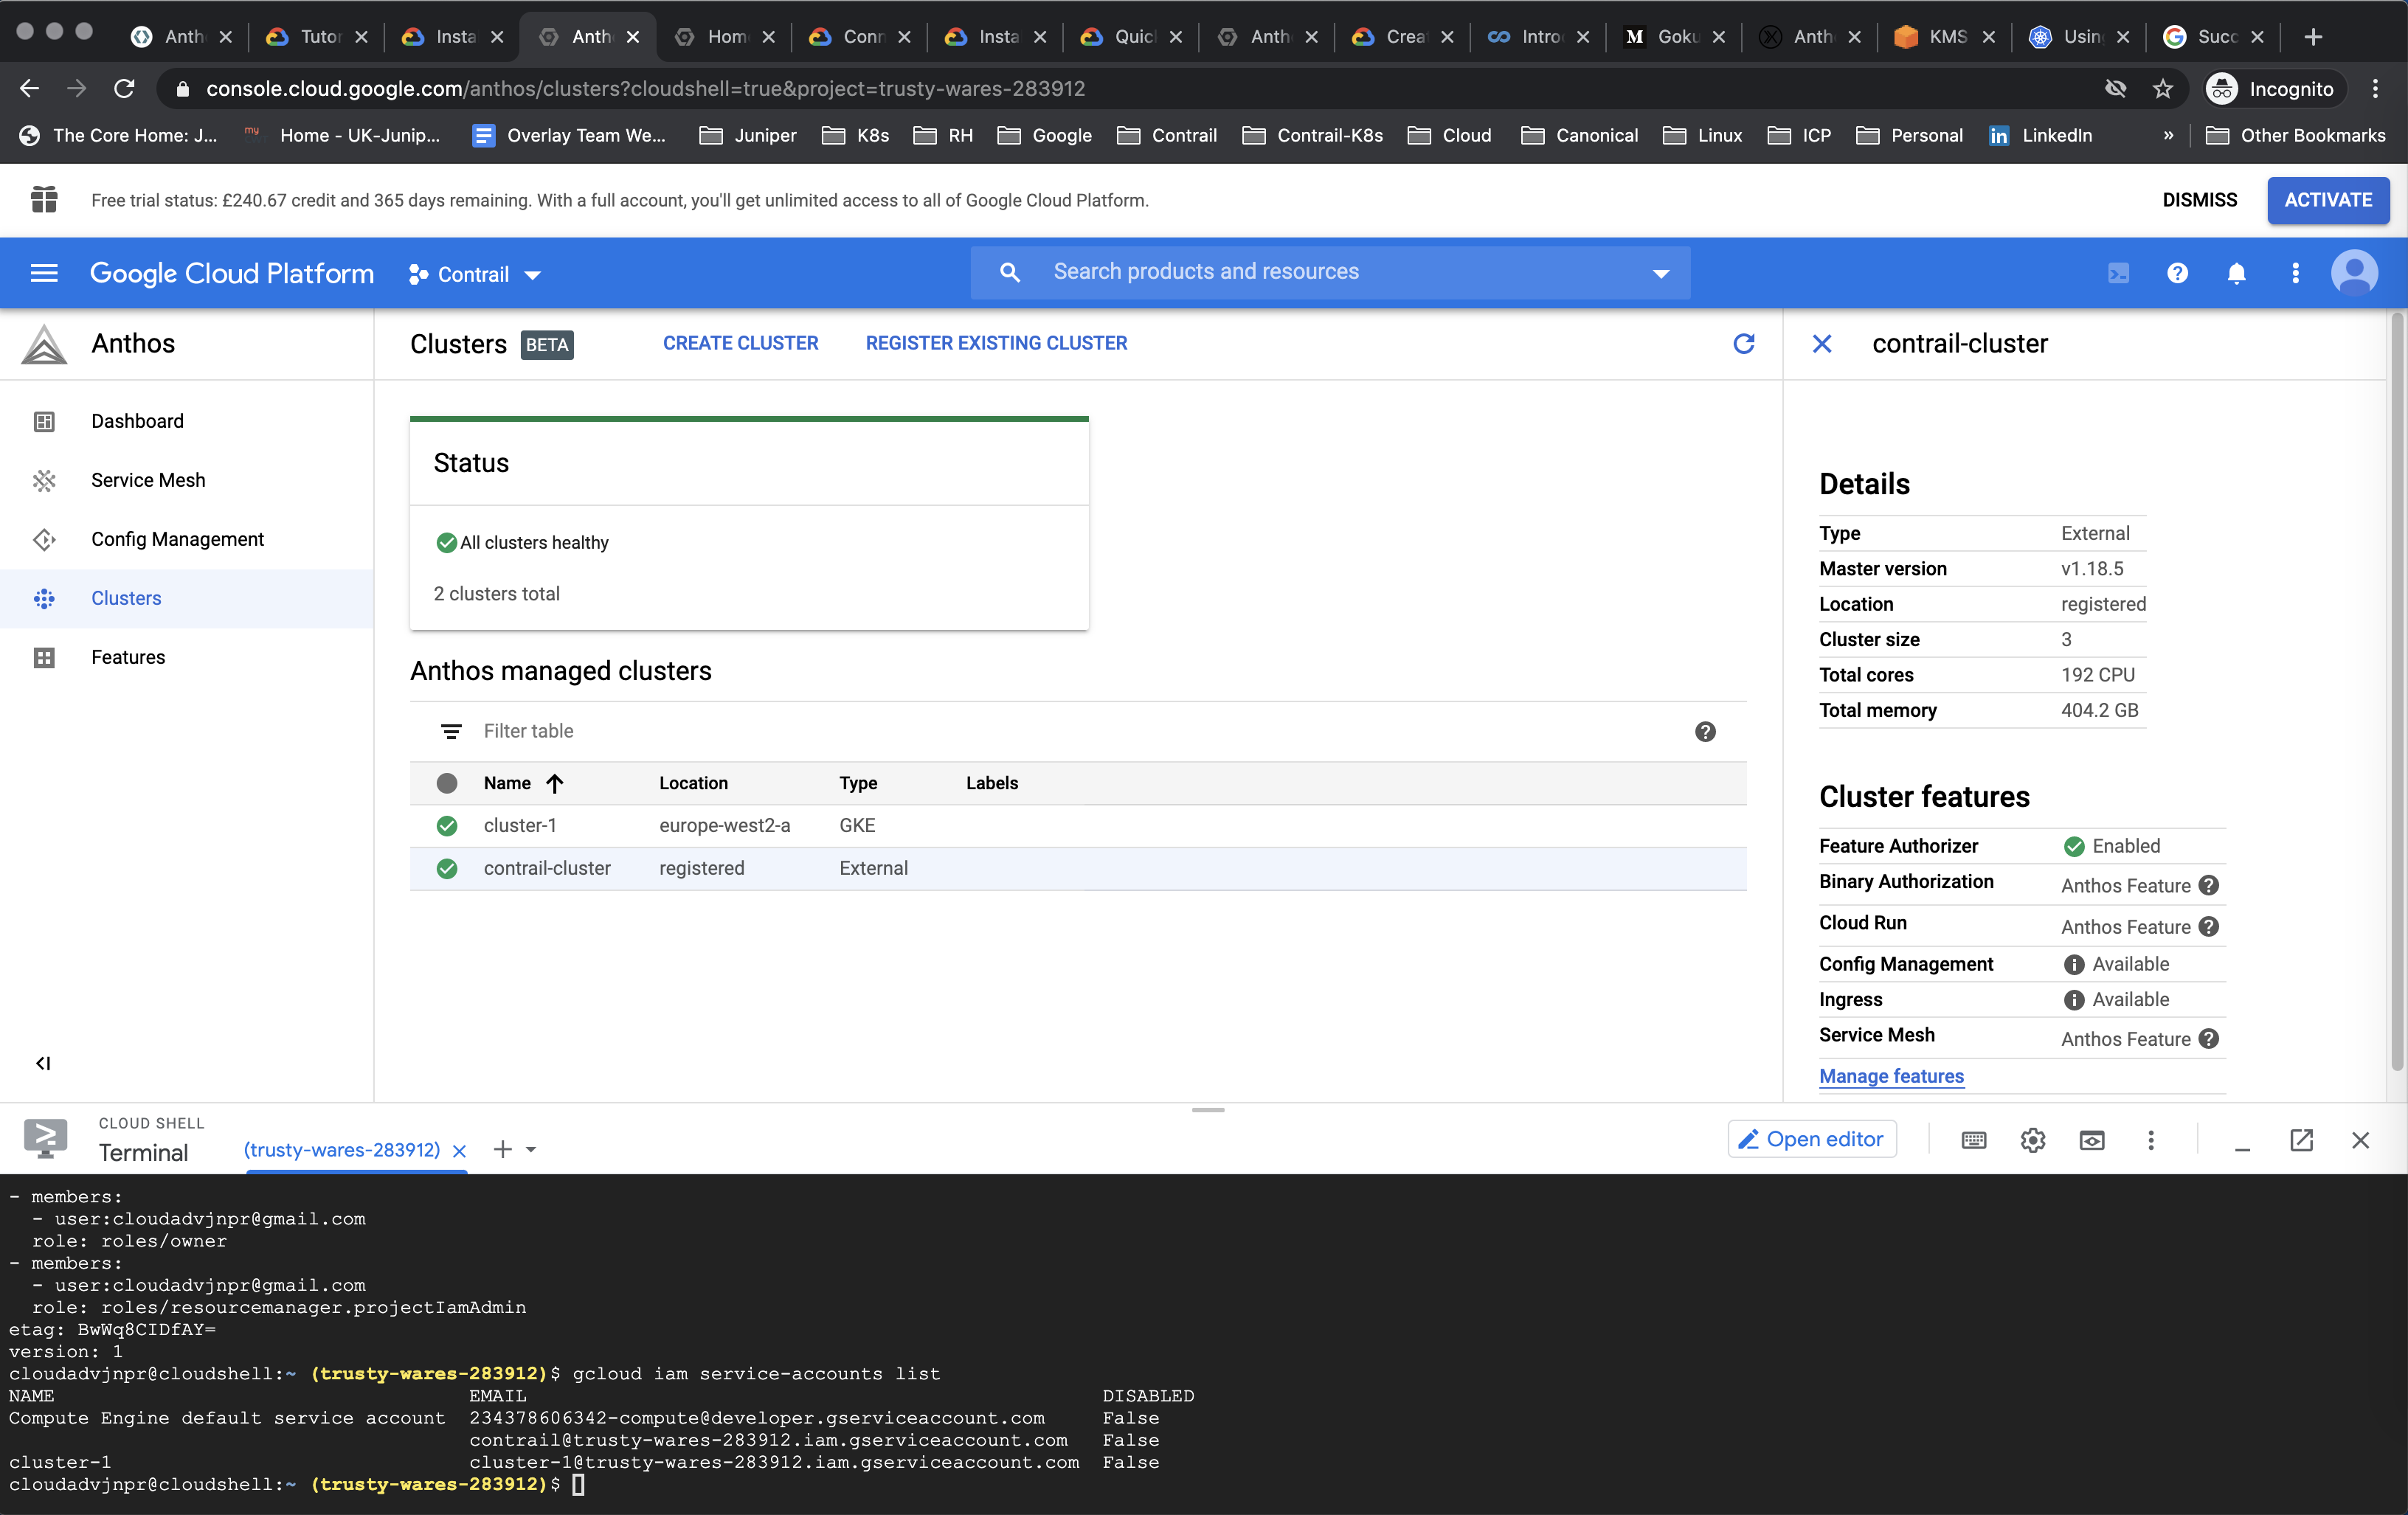 Anth Tutor Insta Anth Hom Conn Insta Quic Anth Crea Intro M Goku Anth KMS Usin G Succ
console.cloud.google.com/anthos/clusters?cloudshell=true&project=trusty-wares-283912 Incognito
The Core Home: J... my Home - UK-Junip... Overlay Team We... Juniper K8s RH Google Contrail Contrail-K8s Cloud Canonical Linux ICP Personal in LinkedIn » Other Bookmarks
Free trial status: £240.67 credit and 365 days remaining. With a full account, you'll get unlimited access to all of Google Cloud Platform. DISMISS ACTIVATE
Google Cloud Platform Contrail Search products and resources
Anthos
Dashboard
Service Mesh
Config Management
Clusters
Features
Clusters BETA CREATE CLUSTER REGISTER EXISTING CLUSTER
Status
All clusters healthy
2 clusters total
Anthos managed clusters
Filter table
Name Location Type Labels
cluster-1 europe-west2-a GKE
contrail-cluster registered External
contrail-cluster
Details
Type External
Master version v1.18.5
Location registered
Cluster size 3
Total cores 192 CPU
Total memory 404.2 GB
Cluster features
Feature Authorizer Enabled
Binary Authorization Anthos Feature
Cloud Run Anthos Feature
Config Management Available
Ingress Available
Service Mesh Anthos Feature
Manage features
CLOUD SHELL
Terminal (trusty-wares-283912) Open editor
- members:
  - user:cloudadvjnpr@gmail.com
  role: roles/owner
- members:
  - user:cloudadvjnpr@gmail.com
  role: roles/resourcemanager.projectIamAdmin
etag: BwWq8CIDfAY=
version: 1
cloudadvjnpr@cloudshell:~ (trusty-wares-283912)$ gcloud iam service-accounts list
NAME EMAIL DISABLED
Compute Engine default service account 234378606342-compute@developer.gserviceaccount.com False
contrail@trusty-wares-283912.iam.gserviceaccount.com False
cluster-1 cluster-1@trusty-wares-283912.iam.gserviceaccount.com False
cloudadvjnpr@cloudshell:~ (trusty-wares-283912)$